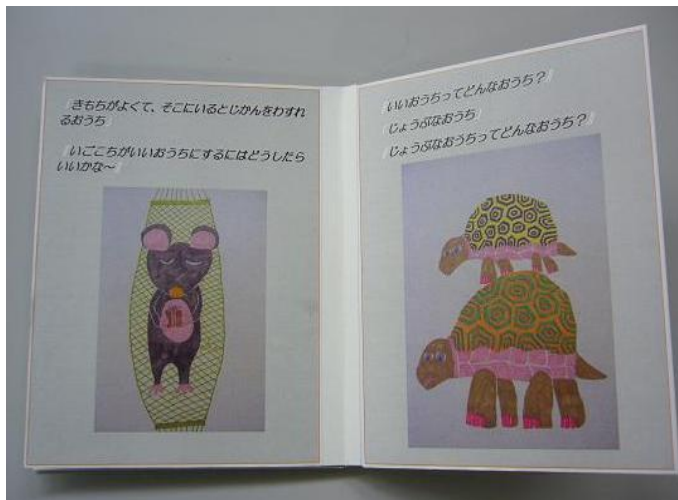 『きもちがよくて、そこにいるとじかんをわすれ
るおうち』
『いごこちがいいおうちにするにはどうしたら
いいかな～』
『いいおうちってどんなおうち？』
『じょうぶなおうち』
『じょうぶなおうちってどんなおうち？』